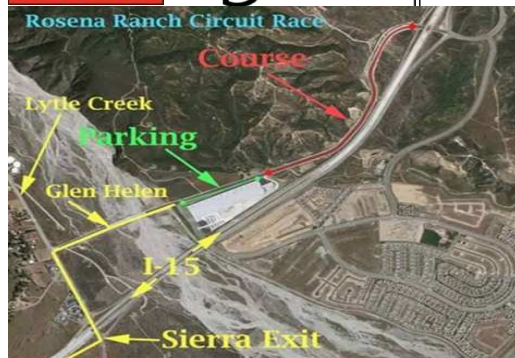 Rosena Ranch Circuit Race
Course
Lytle Creek
Parking
Glen Helen
I-15
Sierra Exit